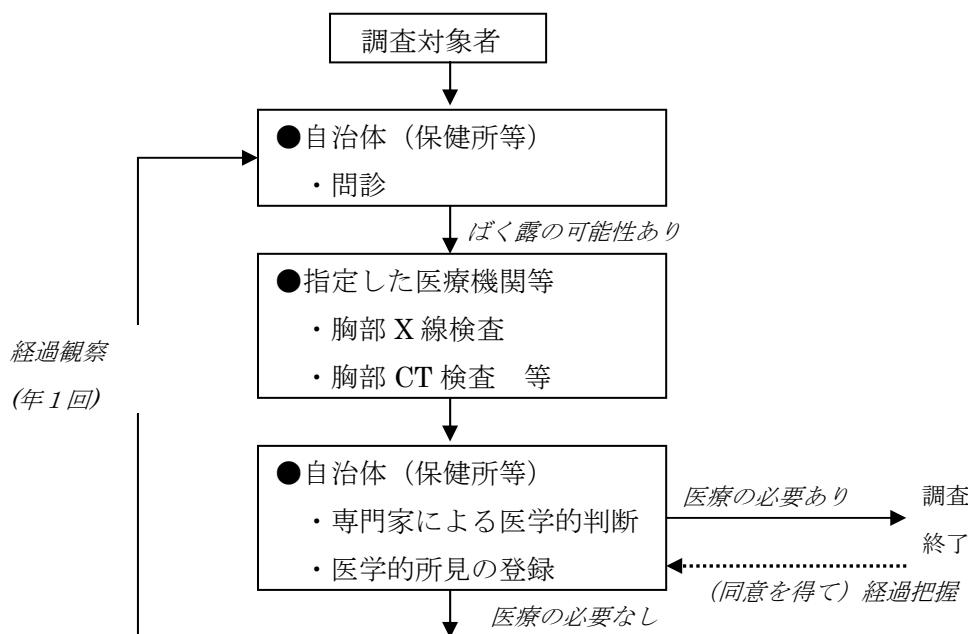 調査対象者
●自治体（保健所等）
・問診
ばく露の可能性あり
●指定した医療機関等
・胸部 X 線検査
・胸部 CT 検査　等
経過観察
(年１回)
●自治体（保健所等）
・専門家による医学的判断
・医学的所見の登録
医療の必要あり
調査
終了
（同意を得て）経過把握
医療の必要なし